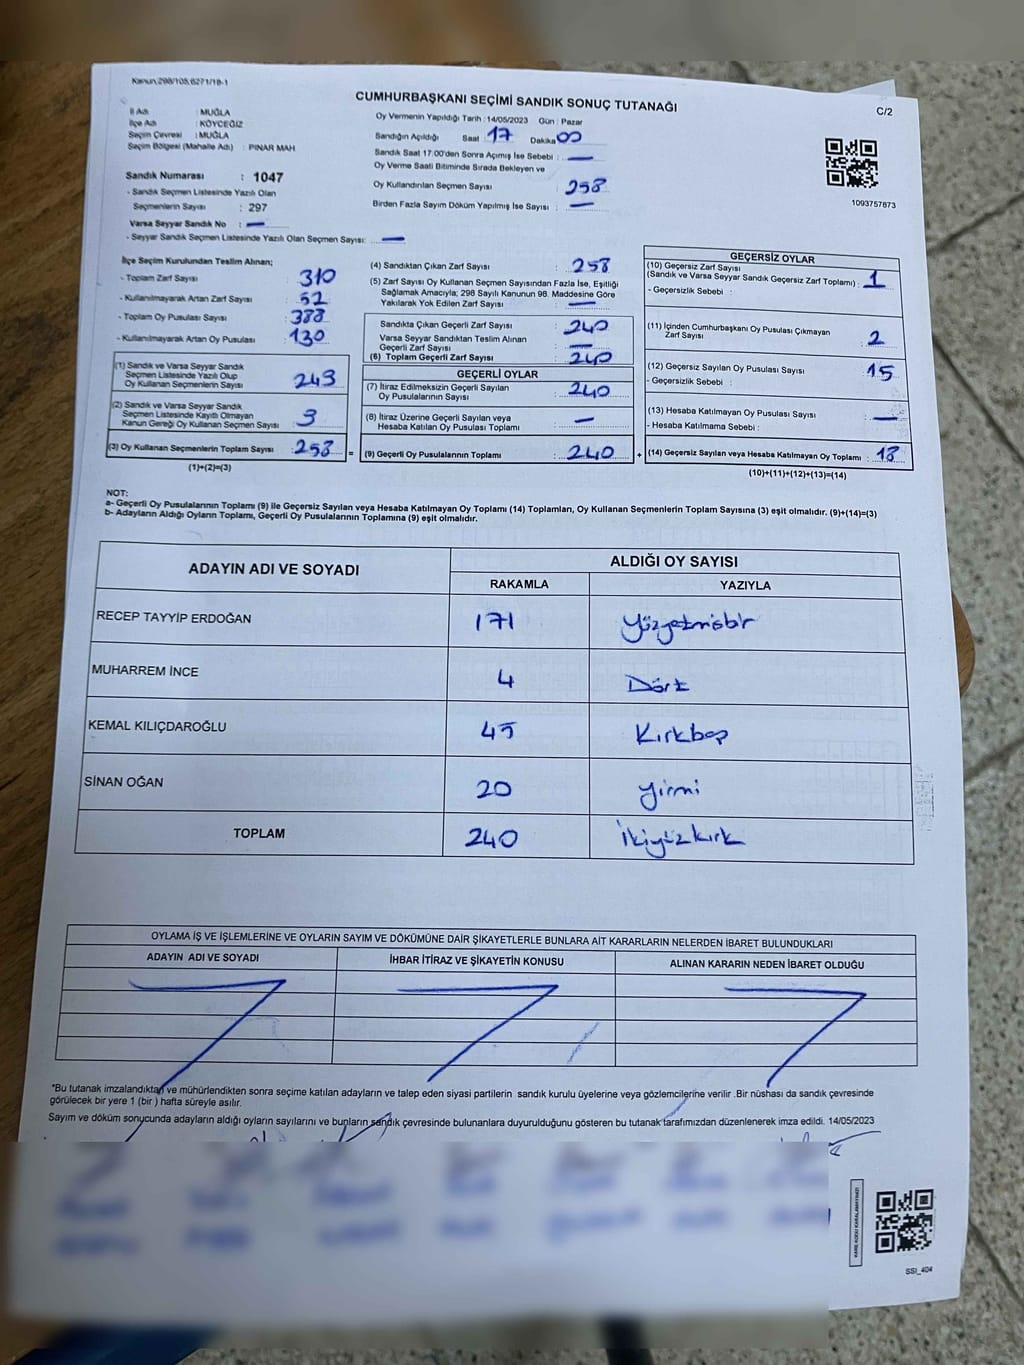 Kanun,298/105,6271/18-1
CUMHURBAŞKANI SEÇİMİ SANDIK SONUÇ TUTANAĞI
C/2
İl Adı : MUĞLA
İlçe Adı : KÖYCEĞİZ
Seçim Çevresi : MUĞLA
Seçim Bölgesi (Mahalle Adı) : PINAR MAH
Sandık Numarası : 1047
- Sandık Seçmen Listesinde Yazılı Olan
Seçmenlerin Sayısı : 297
Varsa Seyyar Sandık No : —
- Seyyar Sandık Seçmen Listesinde Yazılı Olan Seçmen Sayısı: —
Oy Vermenin Yapıldığı Tarih : 14/05/2023 Gün : Pazar
Sandığın Açıldığı Saat 17 Dakika 00
Sandık Saat 17:00'den Sonra Açımış İse Sebebi : —
Oy Verme Saati Bitiminde Sırada Bekleyen ve
Oy Kullandırılan Seçmen Sayısı : 258
Birden Fazla Sayım Döküm Yapılmış İse Sayısı : —
1093757673
İlçe Seçim Kurulundan Teslim Alınan;
- Toplam Zarf Sayısı : 310
- Kullanılmayarak Artan Zarf Sayısı : 52
- Toplam Oy Pusulası Sayısı : 388
- Kullanılmayarak Artan Oy Pusulası : 130
(1) Sandık ve Varsa Seyyar Sandık
Seçmen Listesinde Yazılı Olup
Oy Kullanan Seçmenlerin Sayısı : 249
(2) Sandık ve Varsa Seyyar Sandık
Seçmen Listesinde Kayıtlı Olmayan
Kanun Gereği Oy Kullanan Seçmen Sayısı : 3
(3) Oy Kullanan Seçmenlerin Toplam Sayısı : 258 =
(1)+(2)=(3)
(4) Sandıktan Çıkan Zarf Sayısı : 258
(5) Zarf Sayısı Oy Kullanan Seçmen Sayısından Fazla İse, Eşitliği
Sağlamak Amacıyla; 298 Sayılı Kanunun 98. Maddesine Göre
Yakılarak Yok Edilen Zarf Sayısı : —
Sandıkta Çıkan Geçerli Zarf Sayısı : 240
Varsa Seyyar Sandıktan Teslim Alınan
Geçerli Zarf Sayısı : —
(6) Toplam Geçerli Zarf Sayısı : 240
GEÇERLİ OYLAR
(7) İtiraz Edilmeksizin Geçerli Sayılan
Oy Pusulalarının Sayısı : 240
(8) İtiraz Üzerine Geçerli Sayılan veya
Hesaba Katılan Oy Pusulası Toplamı : —
(9) Geçerli Oy Pusulalarının Toplamı : 240 +
GEÇERSİZ OYLAR
(10) Geçersiz Zarf Sayısı
(Sandık ve Varsa Seyyar Sandık Geçersiz Zarf Toplamı) : 1
- Geçersizlik Sebebi :
(11) İçinden Cumhurbaşkanı Oy Pusulası Çıkmayan
Zarf Sayısı : 2
(12) Geçersiz Sayılan Oy Pusulası Sayısı : 15
- Geçersizlik Sebebi :
(13) Hesaba Katılmayan Oy Pusulası Sayısı : —
- Hesaba Katılmama Sebebi :
(14) Geçersiz Sayılan veya Hesaba Katılmayan Oy Toplamı : 18
(10)+(11)+(12)+(13)=(14)
NOT:
a- Geçerli Oy Pusulalarının Toplamı (9) ile Geçersiz Sayılan veya Hesaba Katılmayan Oy Toplamı (14) Toplamları, Oy Kullanan Seçmenlerin Toplam Sayısına (3) eşit olmalıdır. (9)+(14)=(3)
b- Adayların Aldığı Oyların Toplamı, Geçerli Oy Pusulalarının Toplamına (9) eşit olmalıdır.
ADAYIN ADI VE SOYADI
ALDIĞI OY SAYISI
RAKAMLA YAZIYLA
RECEP TAYYİP ERDOĞAN 171 Yüzyetmişbir
MUHARREM İNCE 4 Dört
KEMAL KILIÇDAROĞLU 45 Kırkbeş
SİNAN OĞAN 20 yirmi
TOPLAM 240 İkiyüzkırk
OYLAMA İŞ VE İŞLEMLERİNE VE OYLARIN SAYIM VE DÖKÜMÜNE DAİR ŞİKAYETLERLE BUNLARA AİT KARARLARIN NELERDEN İBARET BULUNDUKLARI
ADAYIN ADI VE SOYADI İHBAR İTİRAZ VE ŞİKAYETİN KONUSU ALINAN KARARIN NEDEN İBARET OLDUĞU
*Bu tutanak imzalandıktan ve mühürlendikten sonra seçime katılan adayların ve talep eden siyasi partilerin sandık kurulu üyelerine veya gözlemcilerine verilir .Bir nüshası da sandık çevresinde
görülecek bir yere 1 (bir ) hafta süreyle asılır.
Sayım ve döküm sonucunda adayların aldığı oyların sayılarını ve bunların sandık çevresinde bulunanlara duyurulduğunu gösteren bu tutanak tarafımızdan düzenlenerek imza edildi. 14/05/2023
KARE KODU KARALAMAYINIZ!
SSI_404